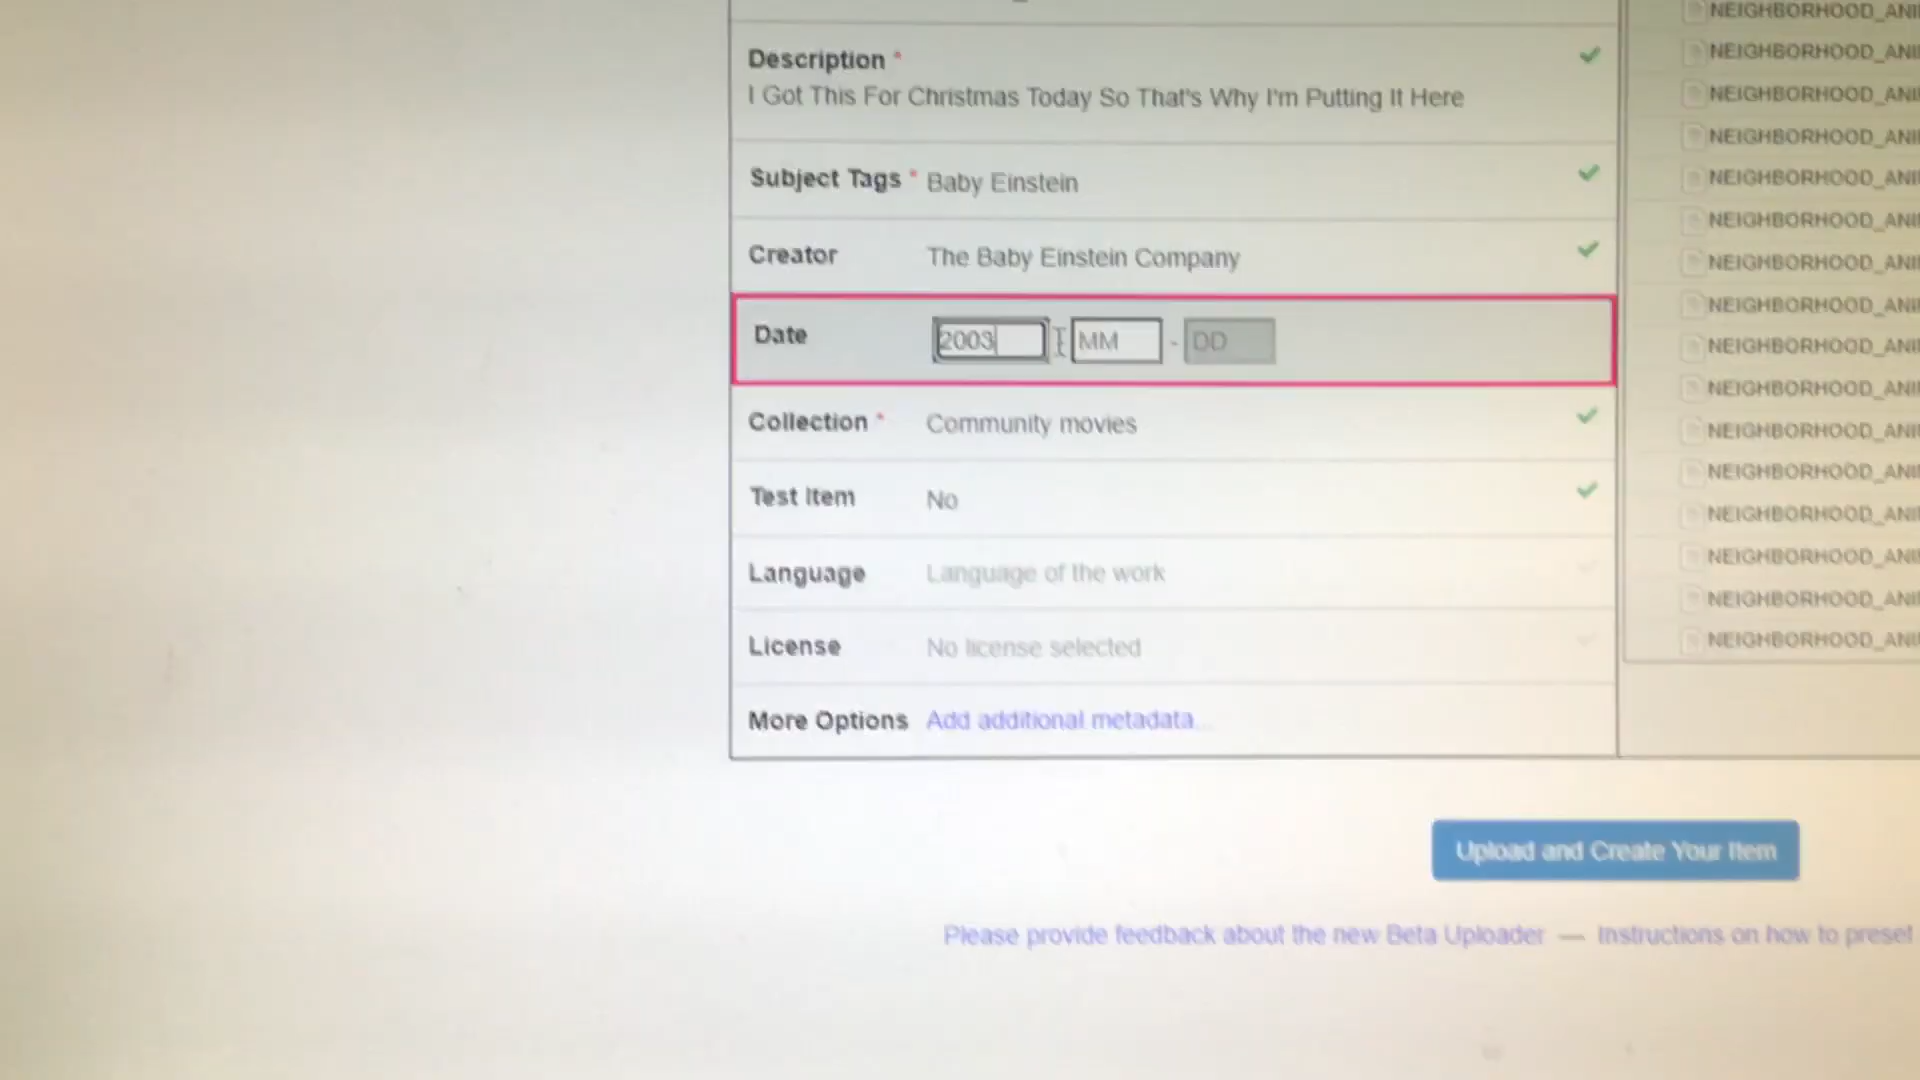 NEIGHBORHOOD_ANI
Description *
NEIGHBORHOOD_ANI
I Got This For Christmas Today So That's Why I'm Putting It Here
NEIGHBORHOOD_ANI
NEIGHBORHOOD_ANI
Subject Tags * Baby Einstein
NEIGHBORHOOD_ANI
NEIGHBORHOOD_ANI
Creator The Baby Einstein Company
NEIGHBORHOOD_ANI
NEIGHBORHOOD_ANI
Date 2003 MM - DD
NEIGHBORHOOD_ANI
NEIGHBORHOOD_ANI
Collection * Community movies
NEIGHBORHOOD_ANI
NEIGHBORHOOD_ANI
Test Item No
NEIGHBORHOOD_ANI
NEIGHBORHOOD_ANI
Language Language of the work
NEIGHBORHOOD_ANI
License No license selected
NEIGHBORHOOD_ANI
More Options Add additional metadata...
Upload and Create Your Item
Please provide feedback about the new Beta Uploader — Instructions on how to preset